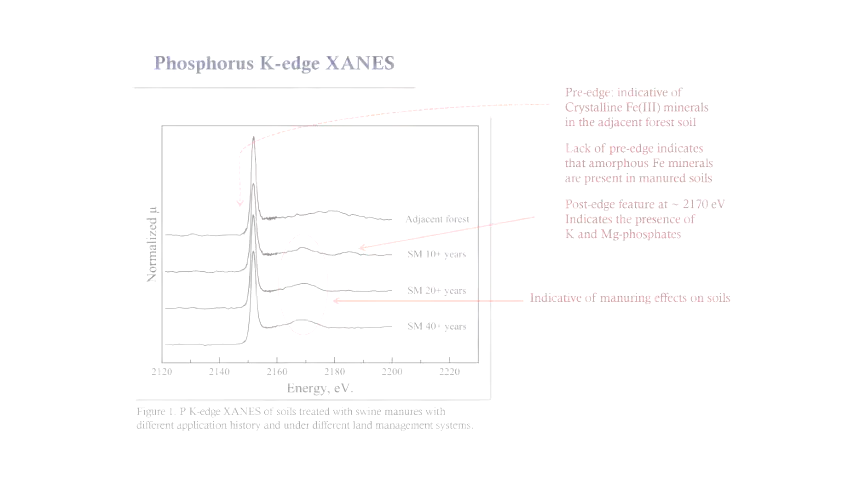 Phosphorus K-edge XANES
Pre-edge: indicative of
Crystalline Fe(III) minerals
in the adjacent forest soil
Lack of pre-edge indicates
that amorphous Fe minerals
are present in manured soils
Post-edge feature at ~ 2170 eV
Indicates the presence of
K and Mg-phosphates
Indicative of manuring effects on soils
Normalized μ
Adjacent forest
SM 10+ years
SM 20+ years
SM 40+ years
2120 2140 2160 2180 2200 2220
Energy, eV.
Figure 1. P K-edge XANES of soils treated with swine manures with
different application history and under different land management systems.